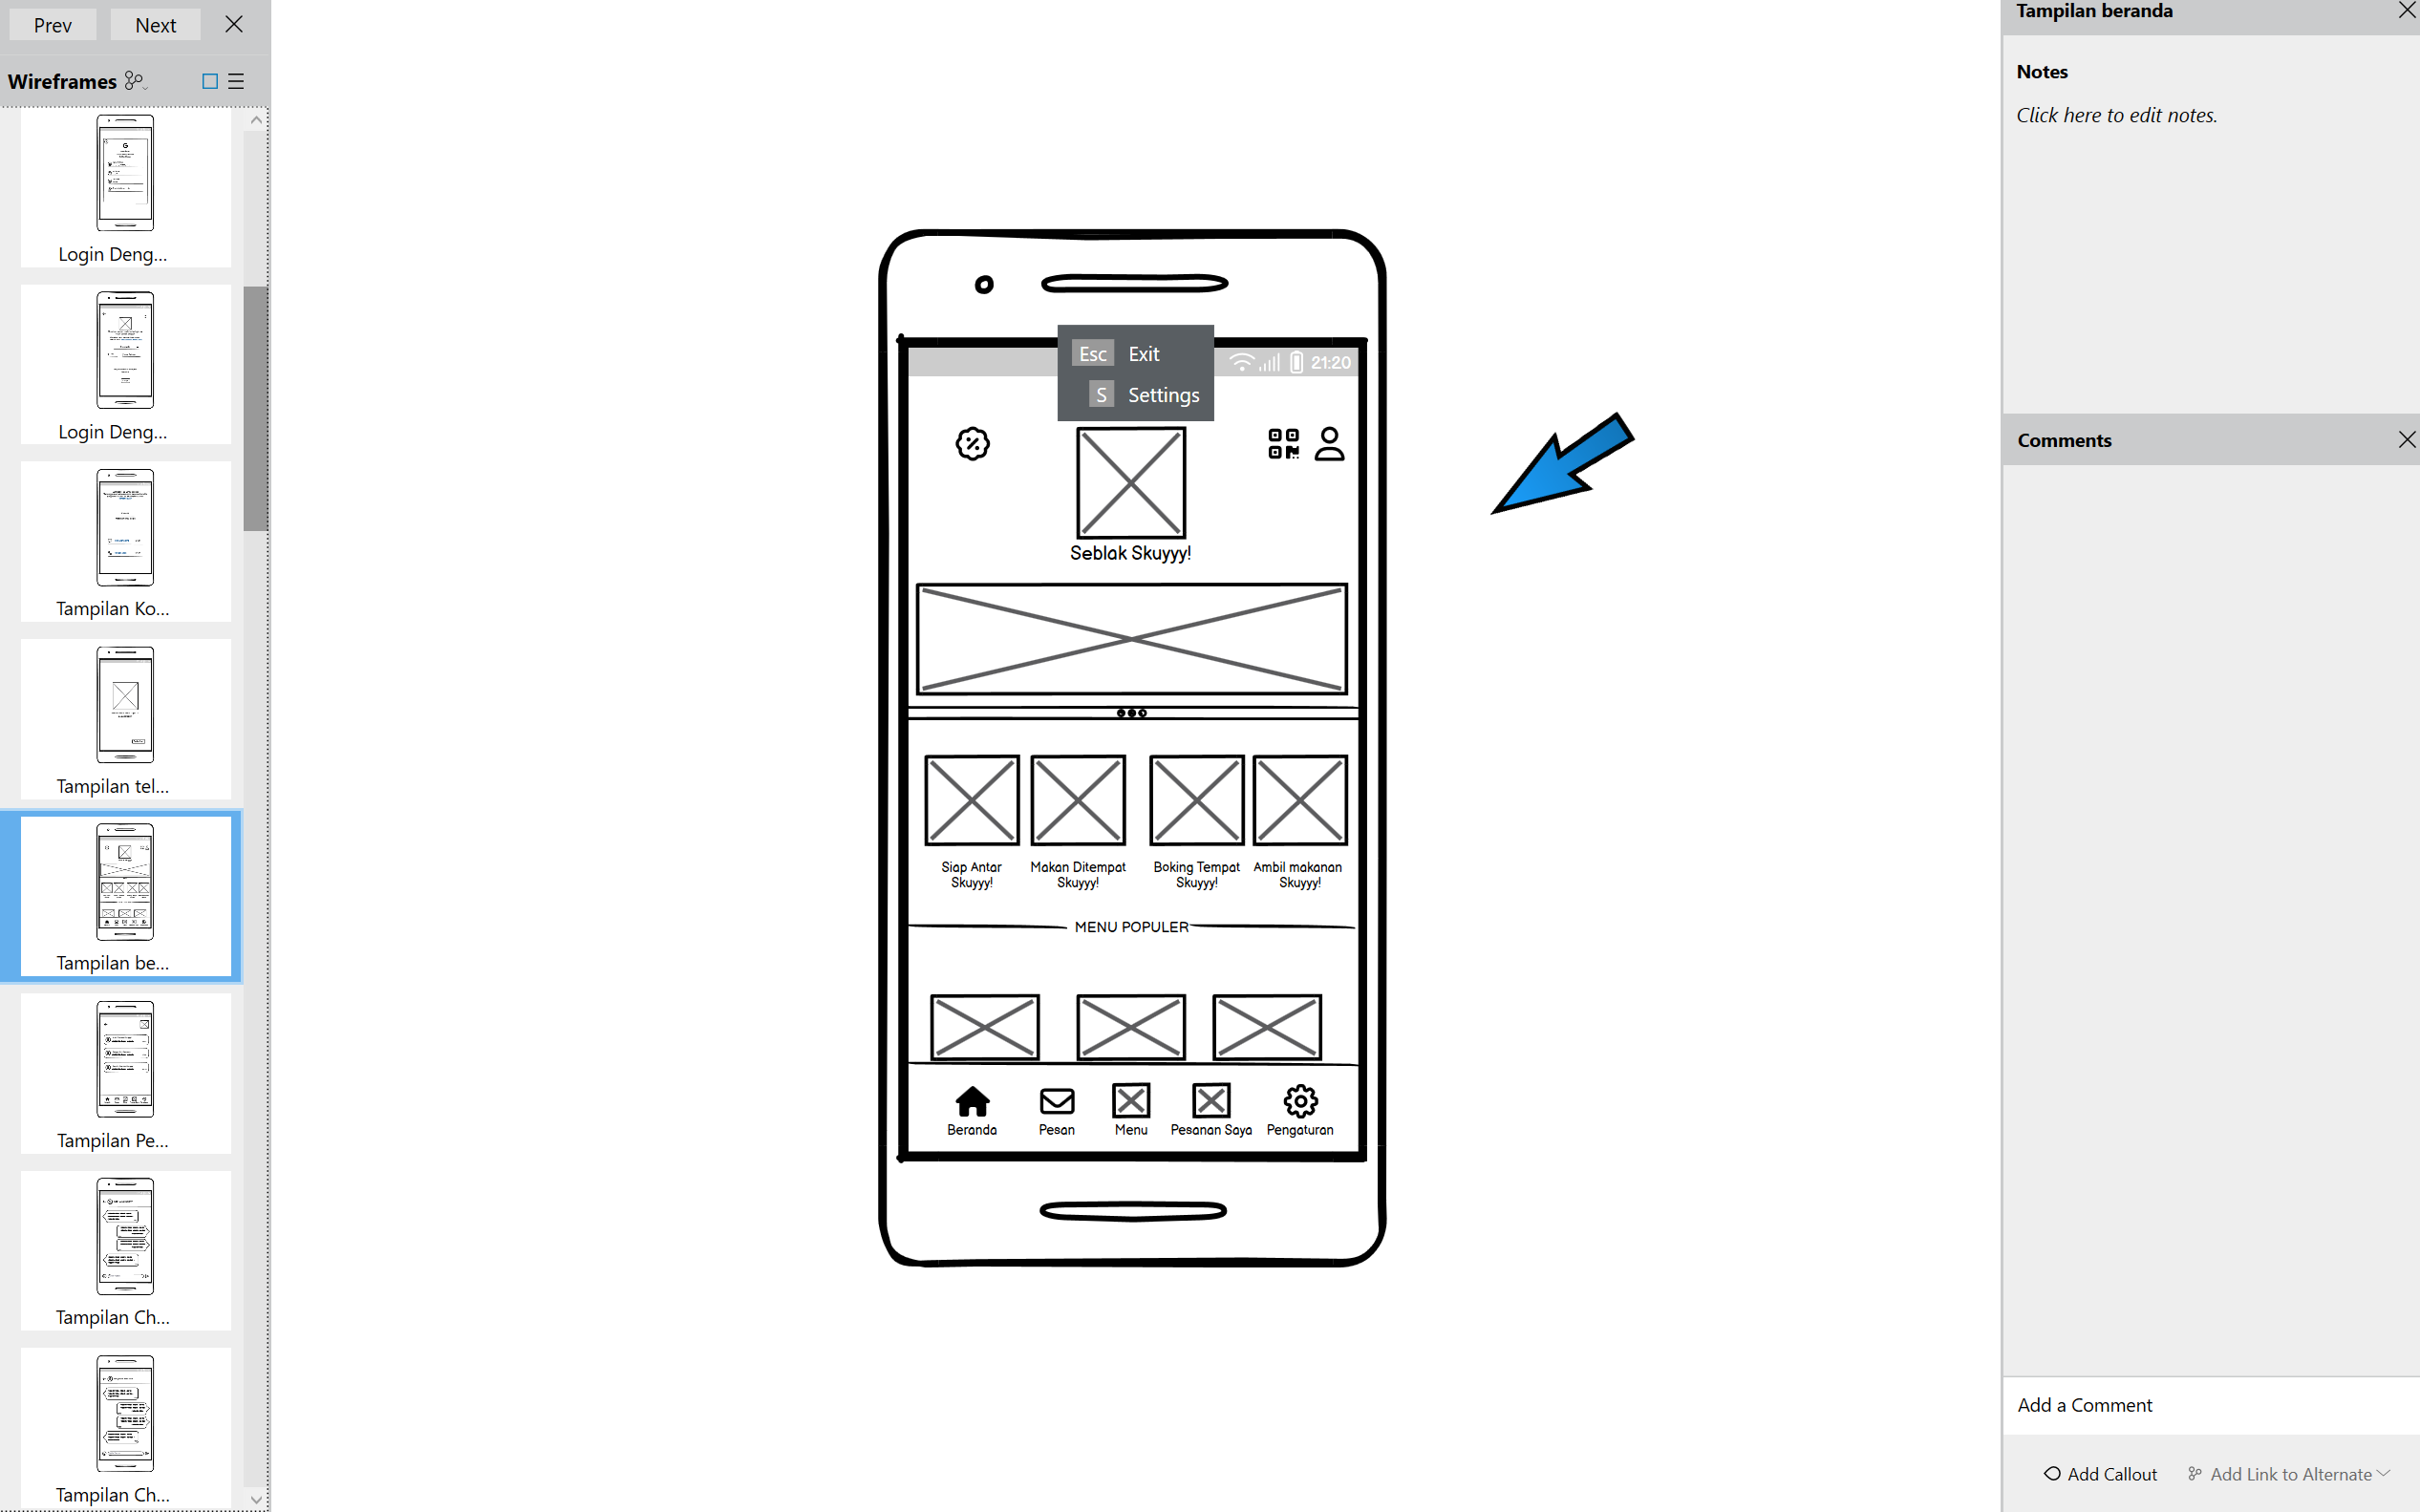 Prev Next
Wireframes
Login Deng...
Login Deng...
Tampilan Ko...
Tampilan tel...
Tampilan be...
Tampilan Pe...
Tampilan Ch...
Tampilan Ch...
Esc Exit
S Settings
21:20
Seblak Skuyyy!
Siap Antar
Skuyyy!
Makan Ditempat
Skuyyy!
Boking Tempat
Skuyyy!
Ambil makanan
Skuyyy!
MENU POPULER
Beranda Pesan Menu Pesanan Saya Pengaturan
Tampilan beranda
Notes
Click here to edit notes.
Comments
Add a Comment
Add Callout Add Link to Alternate